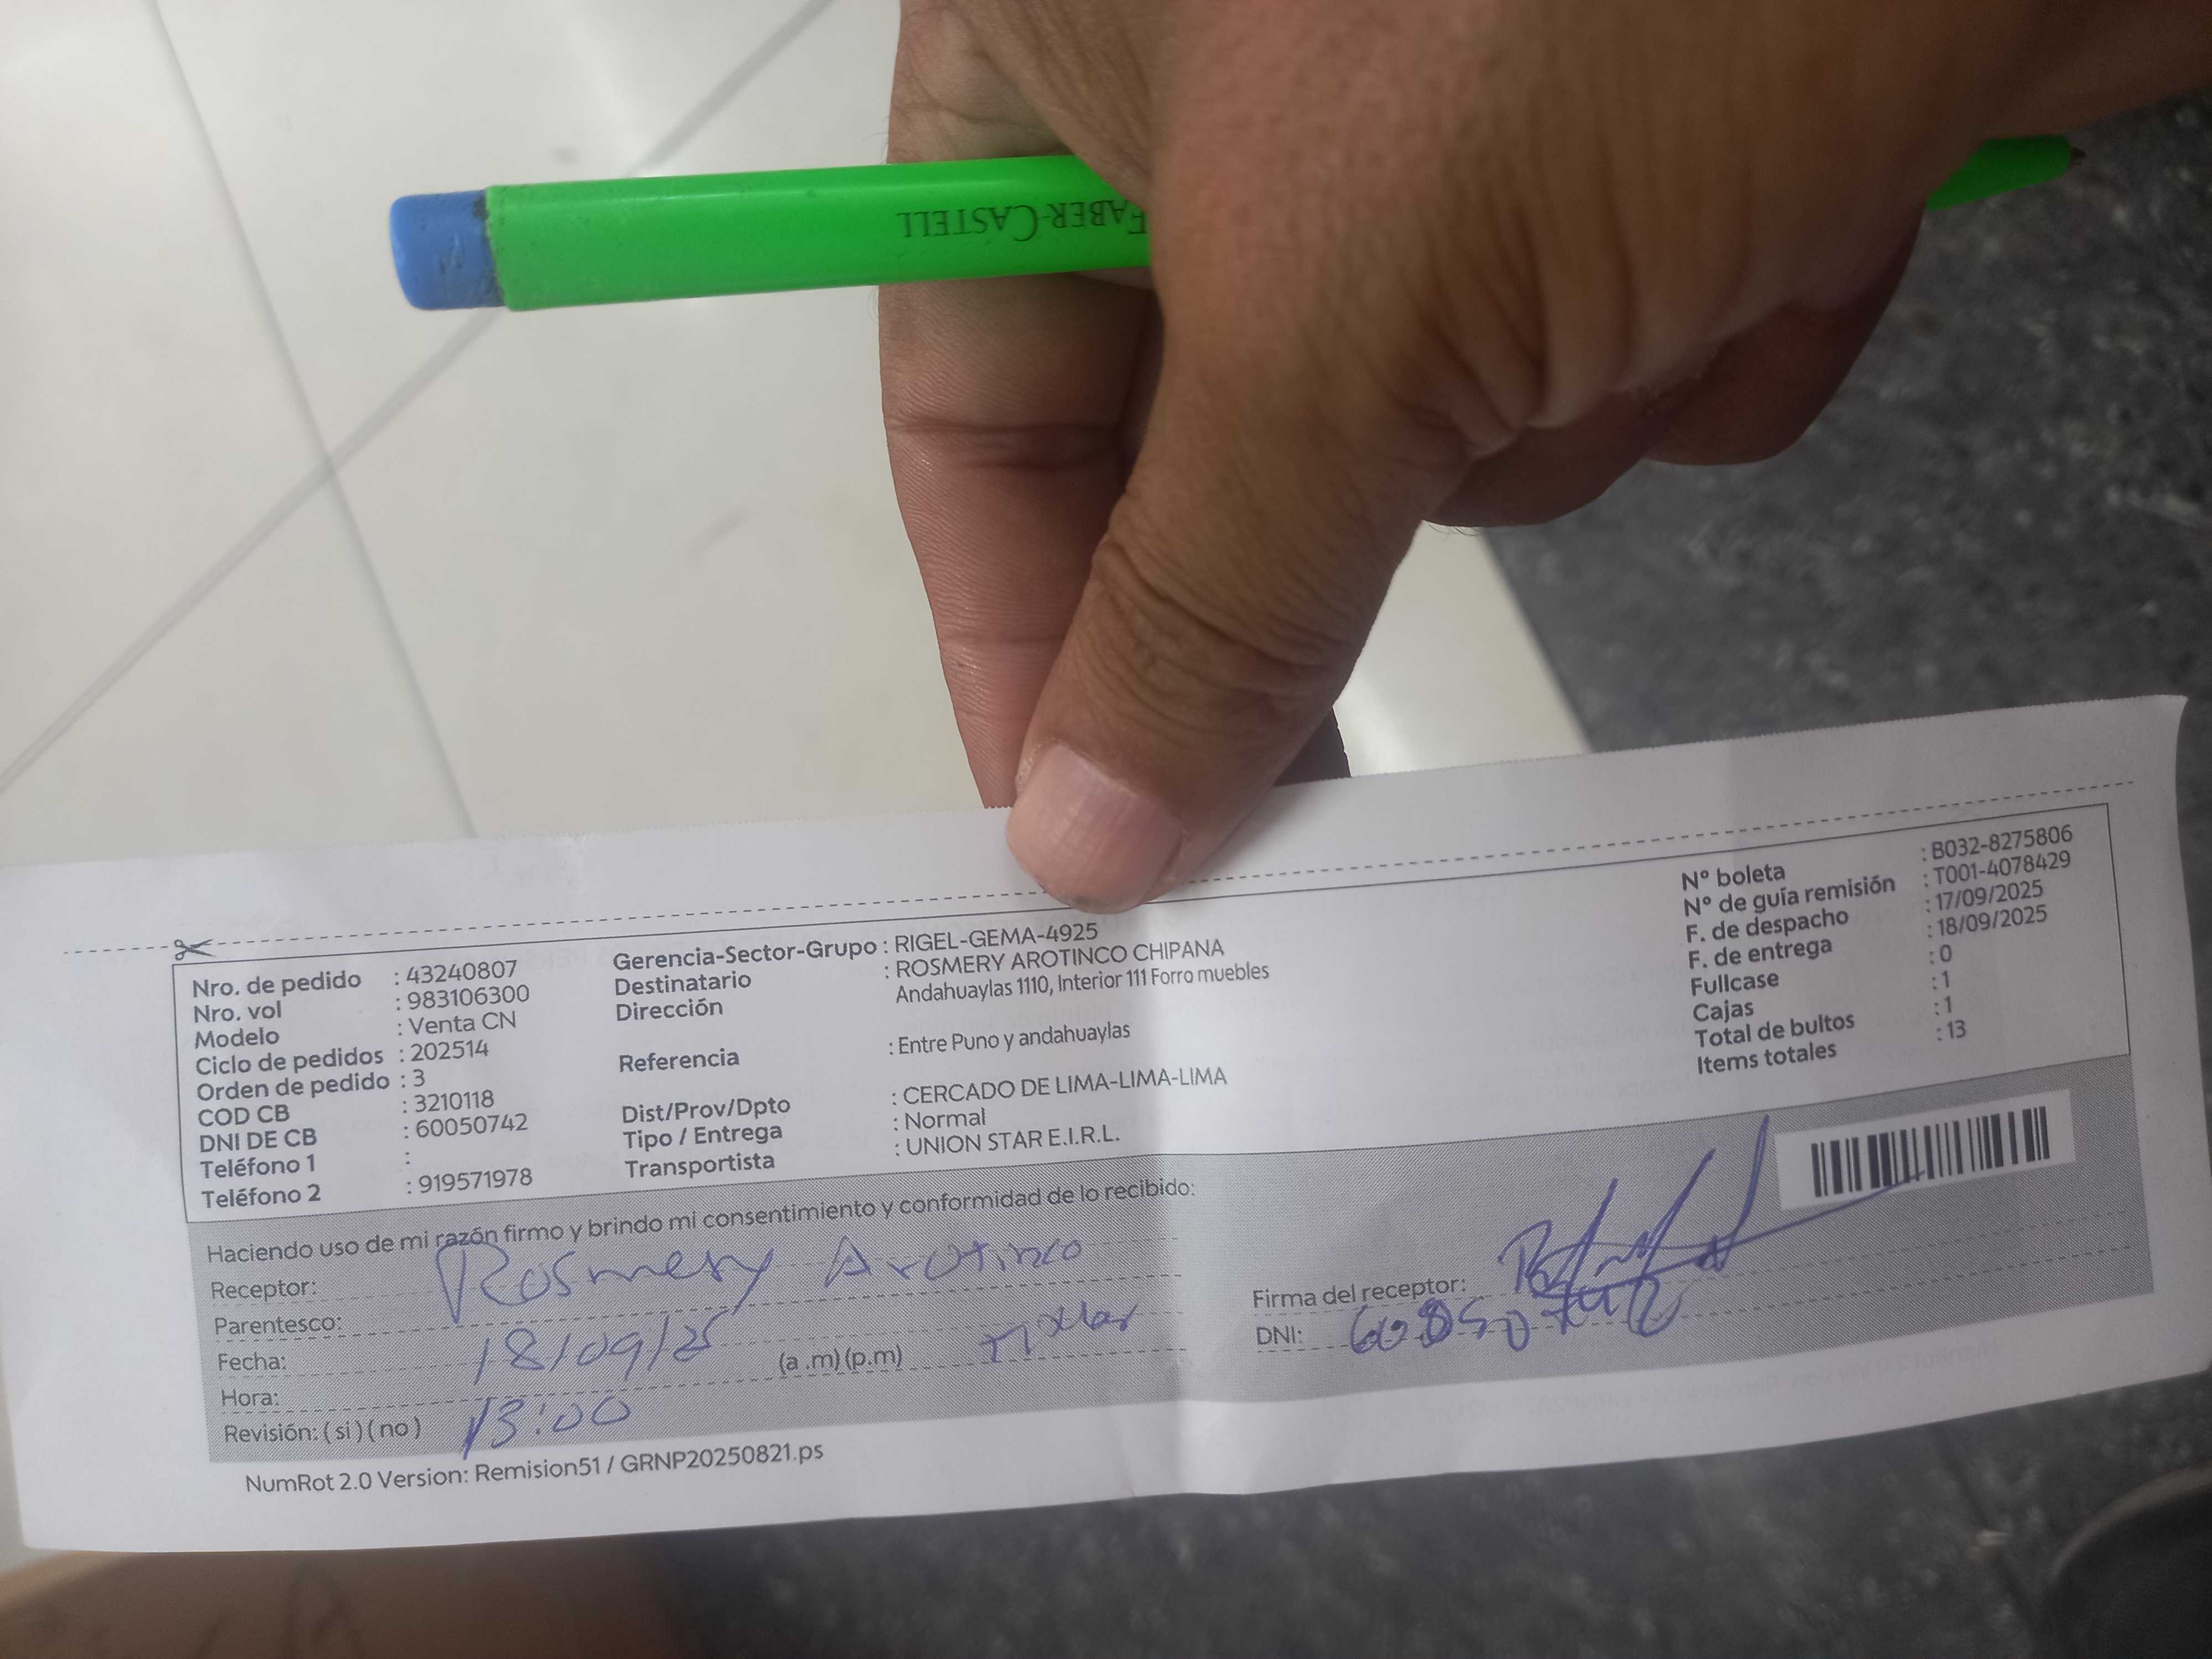 FABER-CASTELL
Nro. de pedido : 43240807
Nro. vol : 983106300
Modelo : Venta CN
Ciclo de pedidos : 202514
Orden de pedido : 3
COD CB : 3210118
DNI DE CB : 60050742
Teléfono 1 :
Teléfono 2 : 919571978
Gerencia-Sector-Grupo : RIGEL-GEMA-4925
Destinatario : ROSMERY AROTINCO CHIPANA
Dirección Andahuaylas 1110, Interior 111 Forro muebles
Referencia : Entre Puno y andahuaylas
Dist/Prov/Dpto : CERCADO DE LIMA-LIMA-LIMA
Tipo / Entrega : Normal
Transportista : UNION STAR E.I.R.L.
Nº boleta : B032-8275806
Nº de guía remisión : T001-4078429
F. de despacho : 17/09/2025
F. de entrega : 18/09/2025
Fullcase : 0
Cajas : 1
Total de bultos : 1
Items totales : 13
Haciendo uso de mi razón firmo y brindo mi consentimiento y conformidad de lo recibido:
Receptor: Rosmery Arotinco
Parentesco:
Fecha: 18/09/25 (a .m) (p.m)
Hora:
Revisión: ( si ) ( no ) 13:00
Firma del receptor:
DNI:
NumRot 2.0 Version: Remision51 / GRNP20250821.ps